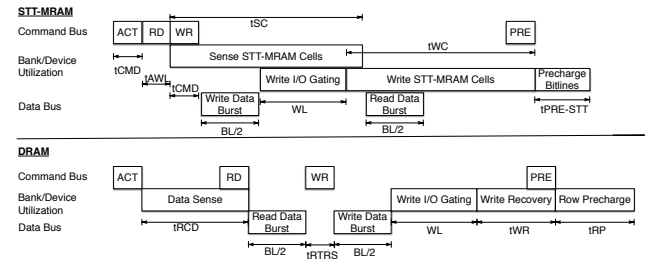 STT-MRAM
tSC
Command Bus ACT RD WR PRE
tWC
Bank/Device
Utilization
tCMD
tAWL
tCMD
Sense STT-MRAM Cells
Write I/O Gating Write STT-MRAM Cells Precharge
Bitlines
Data Bus Write Data
Burst
WL
Read Data
Burst
tPRE-STT
BL/2 BL/2
DRAM
Command Bus ACT RD WR PRE
Bank/Device
Utilization
Data Sense Write I/O Gating Write Recovery Row Precharge
Data Bus
tRCD
Read Data
Burst
Write Data
Burst
WL tWR tRP
BL/2 tRTRS BL/2